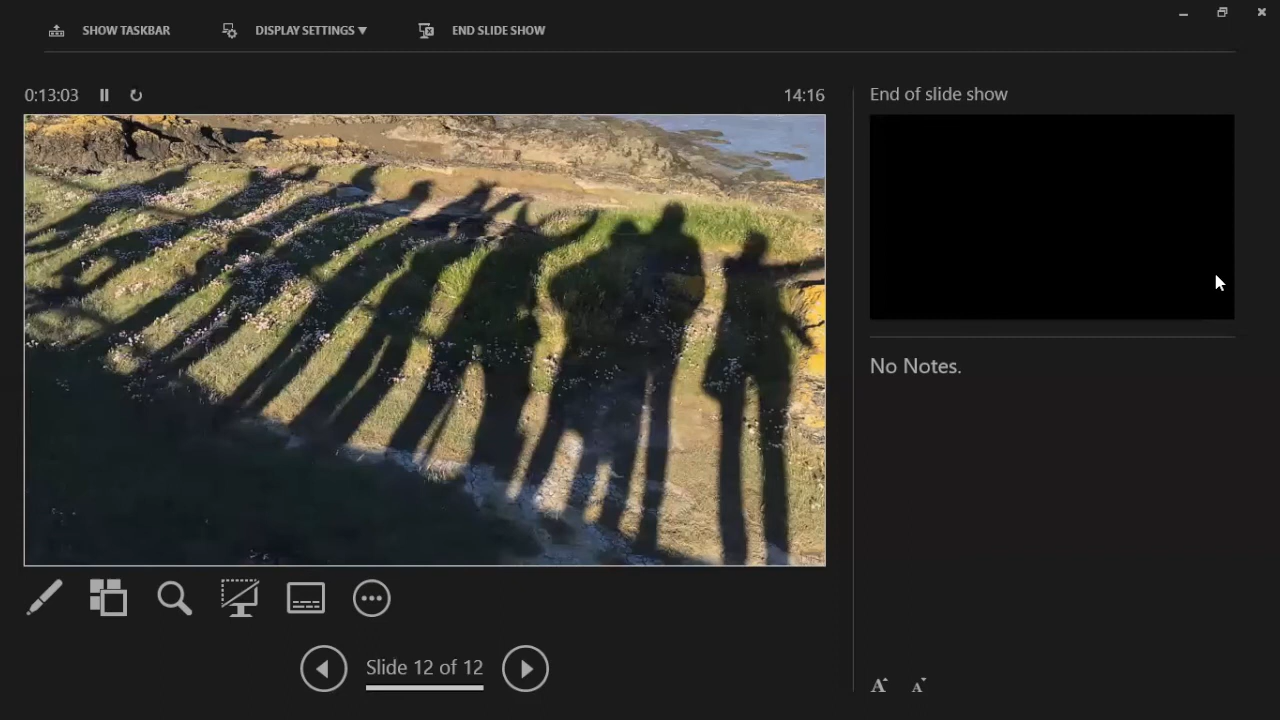 SHOW TASKBAR
DISPLAY SETTINGS ▼
END SLIDE SHOW
0:13:03
14:16
End of slide show
No Notes.
Slide 12 of 12
A
A